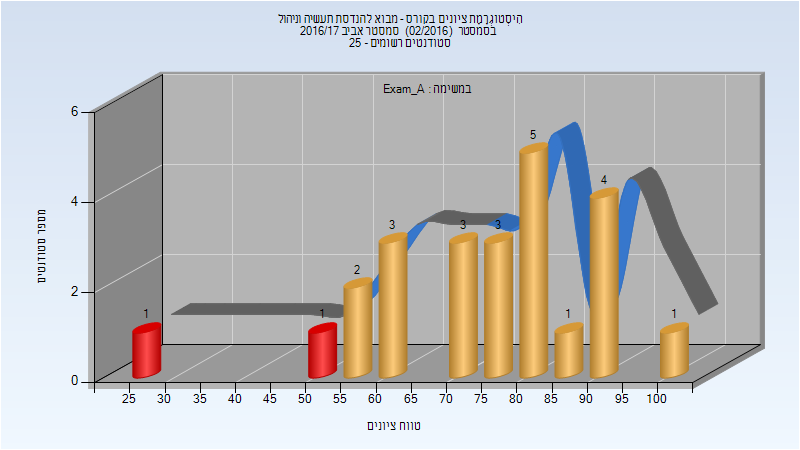 היסטוגרמת ציונים בקורס - מבוא להנדסת תעשיה וניהול
בסמסטר (02/2016) סמסטר אביב 2016/17
סטודנטים רשומים - 25
במשימה : Exam_A
מספר סטודנטים
6
4
2
0
1 1 2 3 3 3 5 1 4 1
25 30 35 40 45 50 55 60 65 70 75 80 85 90 95 100
טווח ציונים